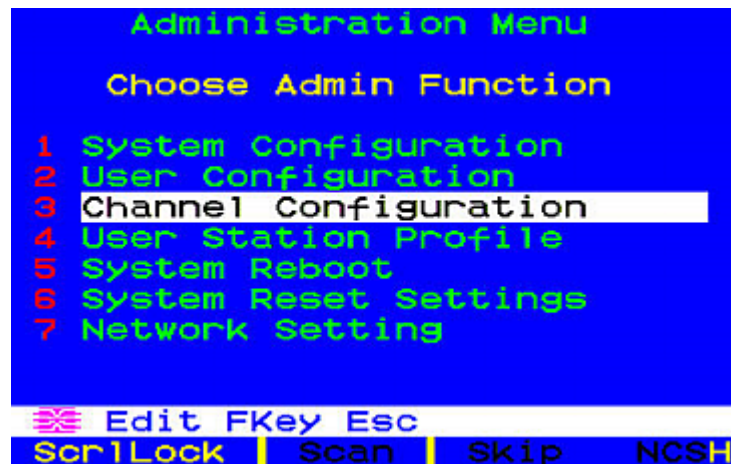 Administration Menu
Choose Admin Function
1 System Configuration
2 User Configuration
3 Channel Configuration
4 User Station Profile
5 System Reboot
6 System Reset Settings
7 Network Setting
Edit FKey Esc
ScrlLock Scan Skip NCSH